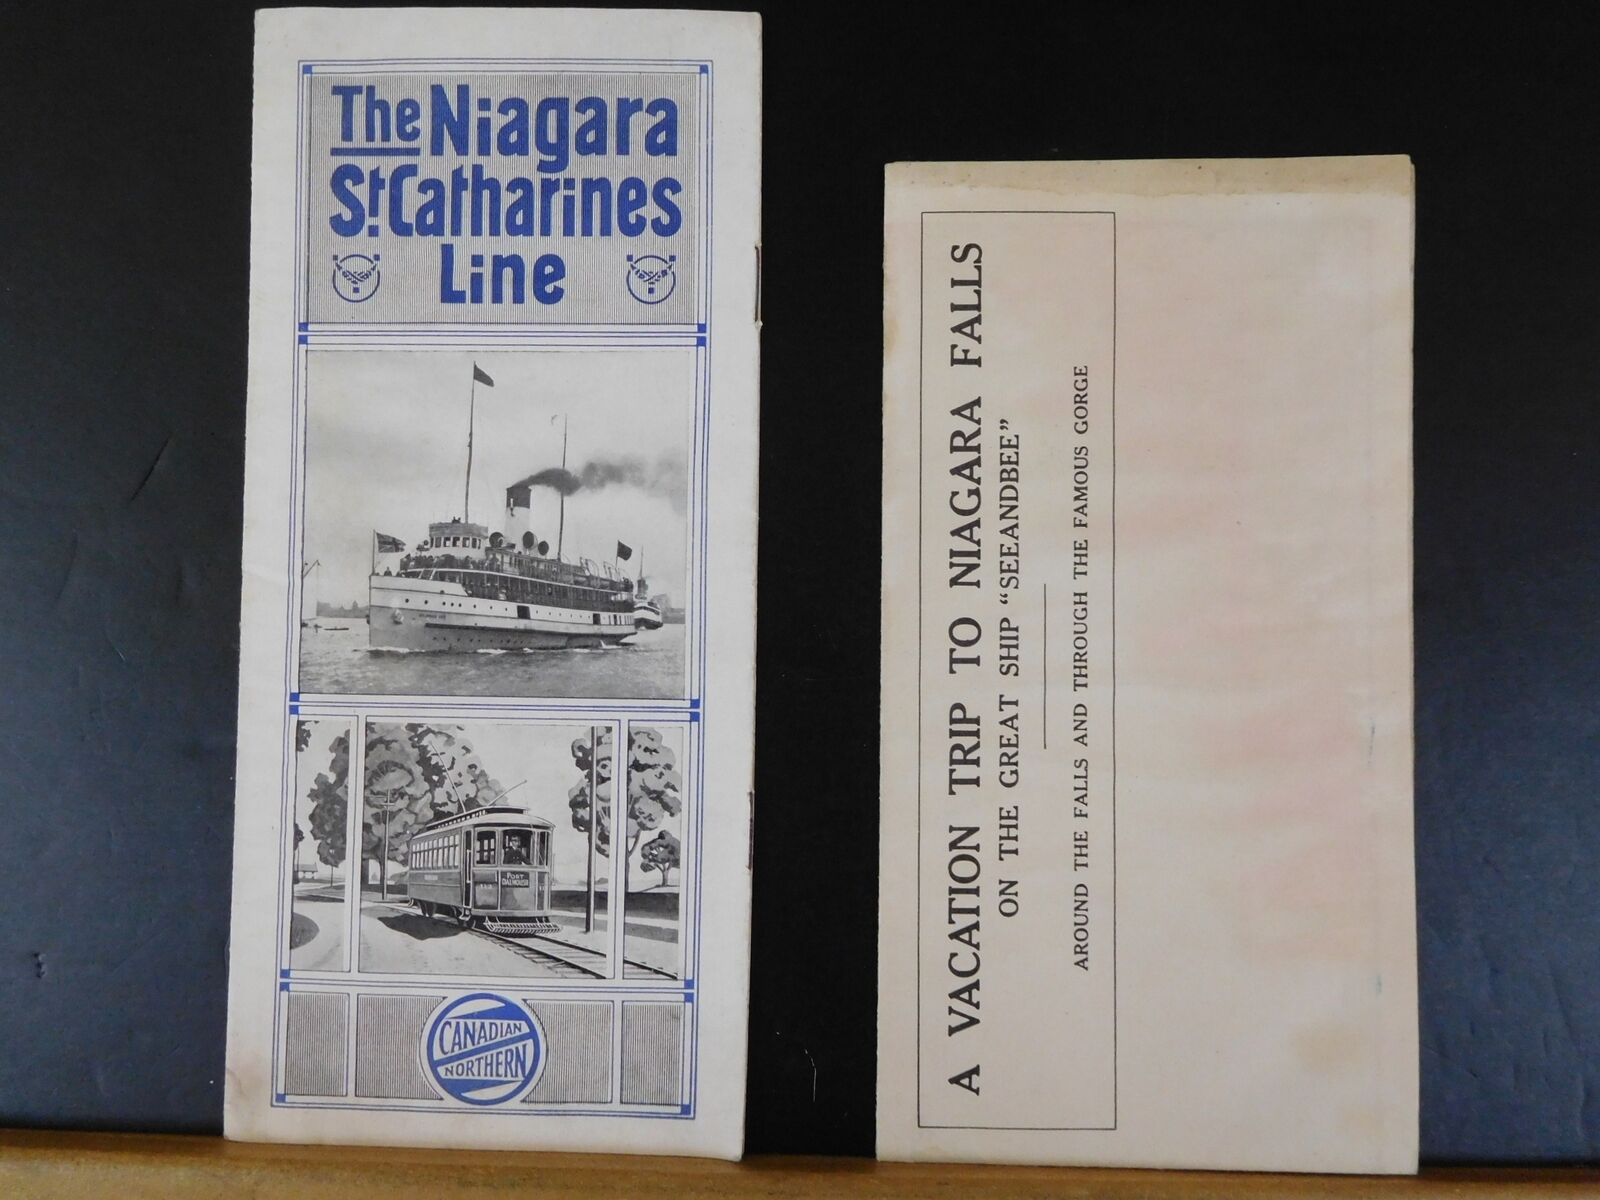 The Niagara
St. Catharines
Line
PORT
DALHOUSIE
CANADIAN
NORTHERN
A VACATION TRIP TO NIAGARA FALLS
ON THE GREAT SHIP "SEEANDBEE"
AROUND THE FALLS AND THROUGH THE FAMOUS GORGE